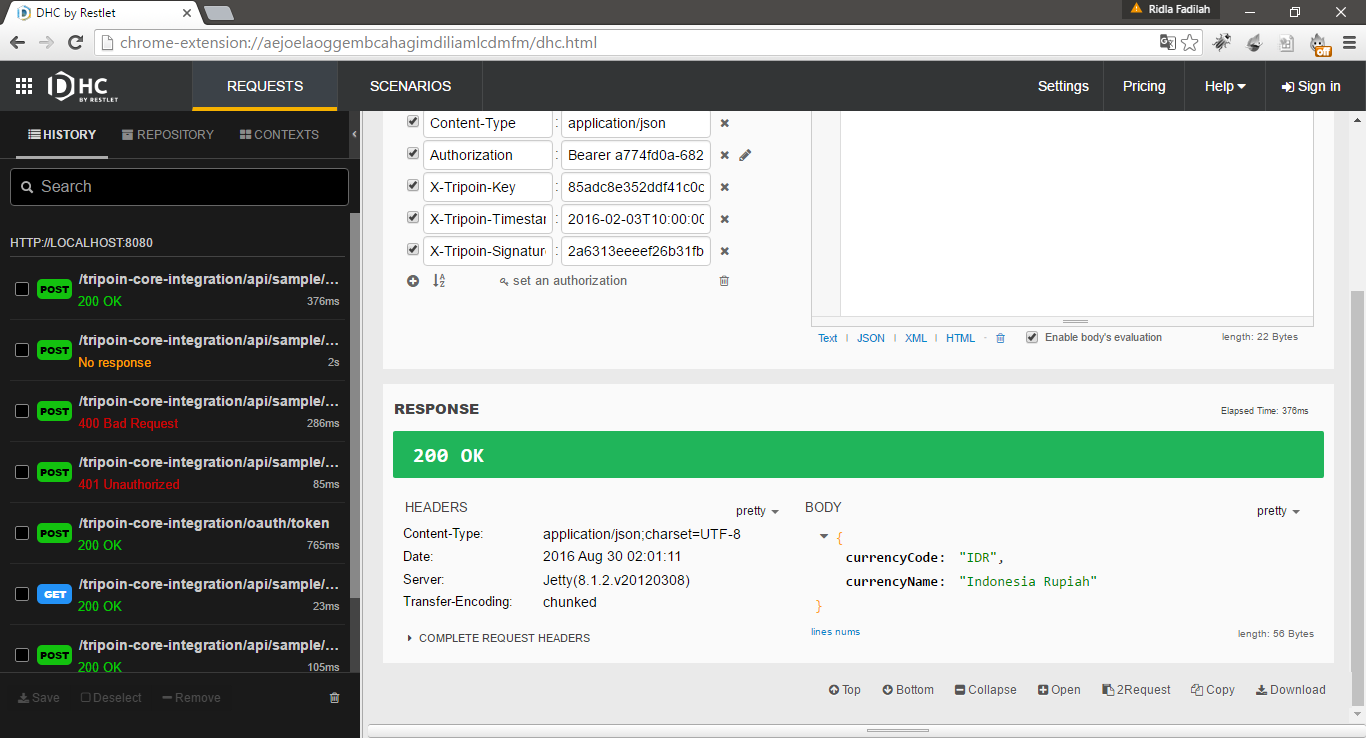 DHC by Restlet
Ridla Fadilah
chrome-extension://aejoelaoggembcahagimdiliamlcdmfm/dhc.html
off
DHC
BY RESTLET
REQUESTS
SCENARIOS
Settings
Pricing
Help
Sign in
HISTORY
REPOSITORY
CONTEXTS
Search
HTTP://LOCALHOST:8080
POST
/tripoin-core-integration/api/sample/...
200 OK
376ms
POST
/tripoin-core-integration/api/sample/...
No response
2s
POST
/tripoin-core-integration/api/sample/...
400 Bad Request
286ms
POST
/tripoin-core-integration/api/sample/...
401 Unauthorized
85ms
POST
/tripoin-core-integration/oauth/token
200 OK
765ms
GET
/tripoin-core-integration/api/sample/...
200 OK
23ms
POST
/tripoin-core-integration/api/sample/...
200 OK
105ms
Save
Deselect
Remove
Content-Type : application/json
Authorization : Bearer a774fd0a-682
X-Tripoin-Key : 85adc8e352ddf41c0c
X-Tripoin-Timestar : 2016-02-03T10:00:00
X-Tripoin-Signature : 2a6313eeeef26b31fb
set an authorization
Text | JSON | XML | HTML -
Enable body's evaluation
length: 22 Bytes
RESPONSE
Elapsed Time: 376ms
200 OK
HEADERS
pretty
Content-Type: application/json;charset=UTF-8
Date: 2016 Aug 30 02:01:11
Server: Jetty(8.1.2.v20120308)
Transfer-Encoding: chunked
COMPLETE REQUEST HEADERS
BODY
pretty
{
currencyCode: "IDR",
currencyName: "Indonesia Rupiah"
}
lines nums
length: 56 Bytes
Top
Bottom
Collapse
Open
2Request
Copy
Download